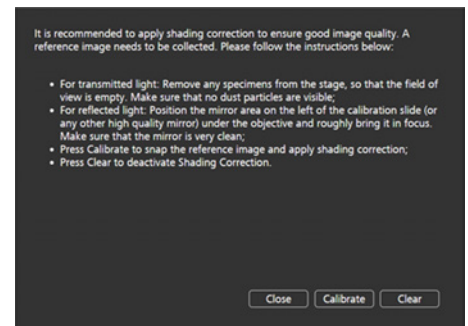 It is recommended to apply shading correction to ensure good image quality. A
reference image needs to be collected. Please follow the instructions below:
• For transmitted light: Remove any specimens from the stage, so that the field of
view is empty. Make sure that no dust particles are visible;
• For reflected light: Position the mirror area on the left of the calibration slide (or
any other high quality mirror) under the objective and roughly bring it in focus.
Make sure that the mirror is very clean;
• Press Calibrate to snap the reference image and apply shading correction;
• Press Clear to deactivate Shading Correction.
Close Calibrate Clear